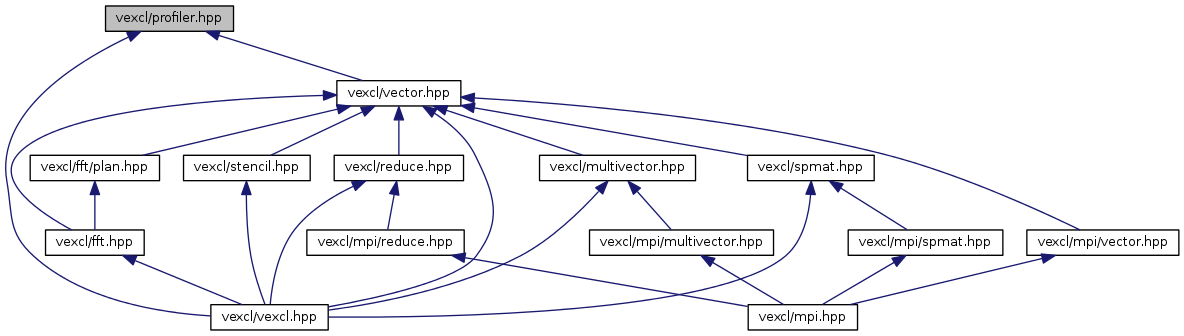 vexcl/profiler.hpp
vexcl/vector.hpp
vexcl/fft/plan.hpp
vexcl/stencil.hpp
vexcl/reduce.hpp
vexcl/multivector.hpp
vexcl/spmat.hpp
vexcl/fft.hpp
vexcl/mpi/reduce.hpp
vexcl/mpi/multivector.hpp
vexcl/mpi/spmat.hpp
vexcl/mpi/vector.hpp
vexcl/vexcl.hpp
vexcl/mpi.hpp